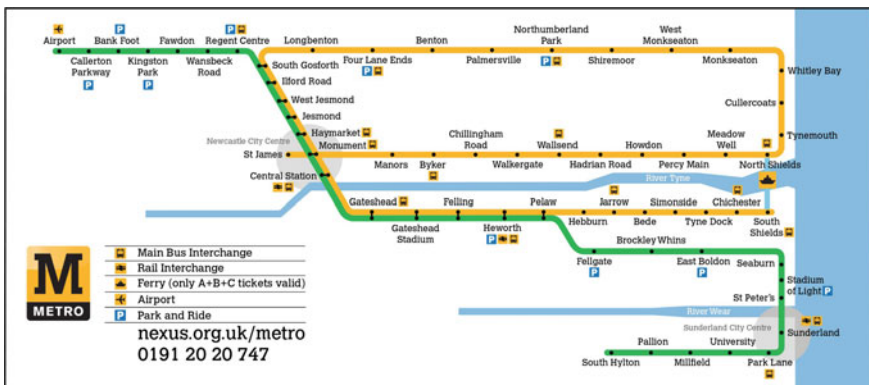 Airport
Bank Foot
Fawdon
Regent Centre
Callerton
Parkway
Kingston
Park
Wansbeck
Road
Longbenton
Four Lane Ends
Benton
Palmersville
Northumberland
Park
Shiremoor
West
Monkseaton
Monkseaton
Whitley Bay
Cullercoats
Tynemouth
South Gosforth
Ilford Road
West Jesmond
Jesmond
Haymarket
Newcastle City Centre
Monument
St James
Central Station
Manors
Byker
Chillingham
Road
Walkergate
Wallsend
Hadrian Road
Howdon
Percy Main
Meadow
Well
North Shields
River Tyne
Gateshead
Gateshead
Stadium
Felling
Heworth
Pelaw
Hebburn
Jarrow
Bede
Simonside
Tyne Dock
Chichester
South
Shields
Fellgate
Brockley Whins
East Boldon
Seaburn
Stadium
of Light
St Peter's
River Wear
Sunderland City Centre
Sunderland
South Hylton
Pallion
Millfield
University
Park Lane
M
METRO
Main Bus Interchange
Rail Interchange
Ferry (only A+B+C tickets valid)
Airport
P Park and Ride
nexus.org.uk/metro
0191 20 20 747